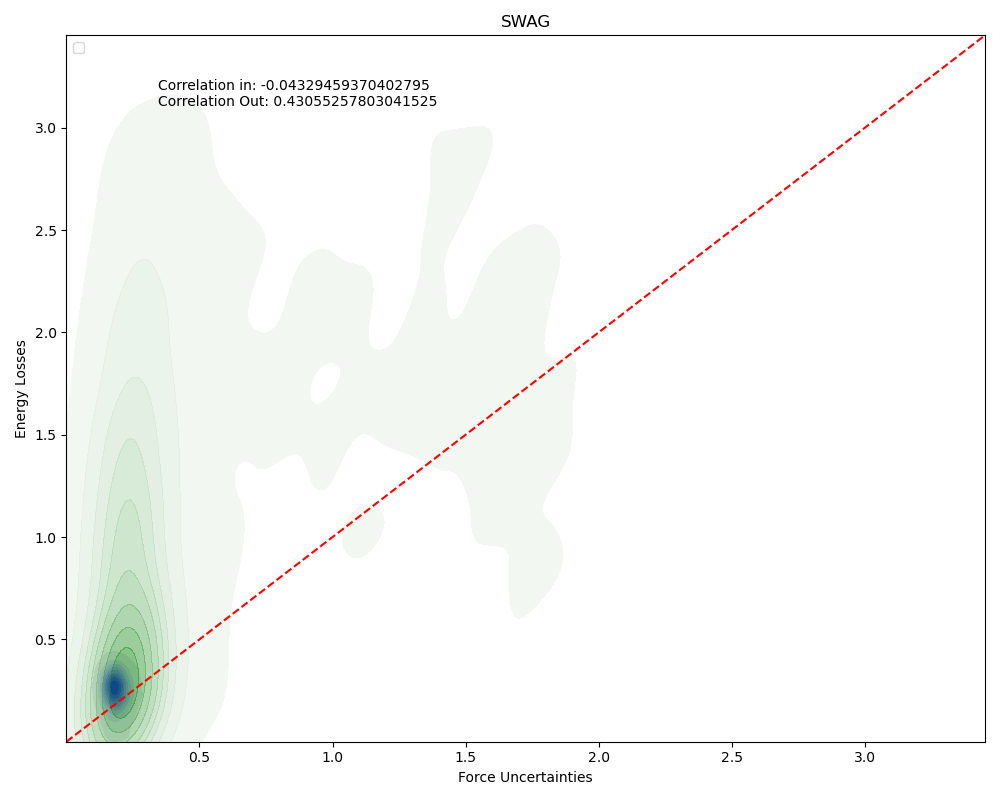 SWAG
Correlation in: -0.04329459370402795
Correlation Out: 0.43055257803041525
3.0
2.5
2.0
1.5
1.0
0.5
Energy Losses
0.5 1.0 1.5 2.0 2.5 3.0
Force Uncertainties